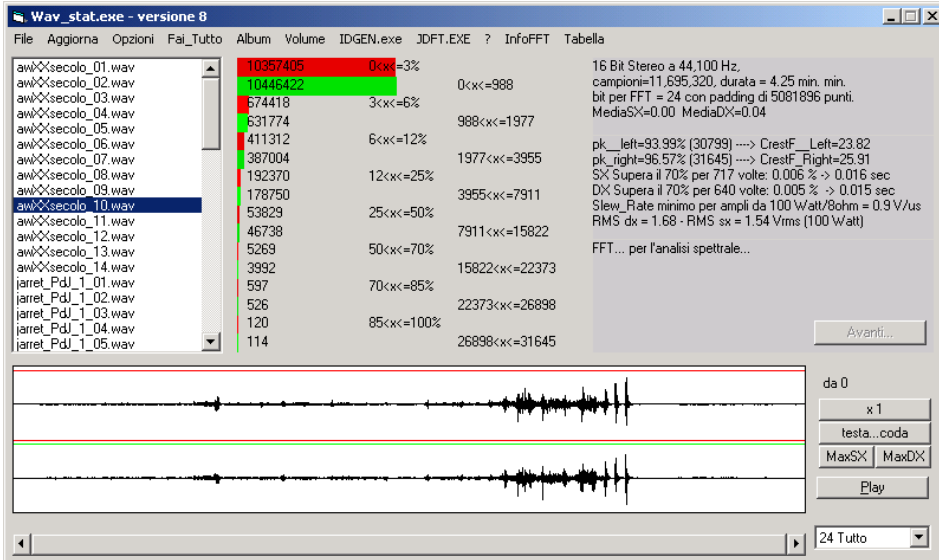 Wav_stat.exe - versione 8
File Aggiorna Opzioni Fai_Tutto Album Volume IDGEN.exe JDFT.EXE ? InfoFFT Tabella
awXXsecolo_01.wav
awXXsecolo_02.wav
awXXsecolo_03.wav
awXXsecolo_04.wav
awXXsecolo_05.wav
awXXsecolo_06.wav
awXXsecolo_07.wav
awXXsecolo_08.wav
awXXsecolo_09.wav
awXXsecolo_10.wav
awXXsecolo_11.wav
awXXsecolo_12.wav
awXXsecolo_13.wav
awXXsecolo_14.wav
jarret_PdJ_1_01.wav
jarret_PdJ_1_02.wav
jarret_PdJ_1_03.wav
jarret_PdJ_1_04.wav
jarret_PdJ_1_05.wav
10357405 0<x<=3%
10446422 0<x<=988
674418 3<x<=6%
631774 988<x<=1977
411312 6<x<=12%
387004 1977<x<=3955
192370 12<x<=25%
178750 3955<x<=7911
53829 25<x<=50%
46738 7911<x<=15822
5269 50<x<=70%
3992 15822<x<=22373
597 70<x<=85%
526 22373<x<=26898
120 85<x<=100%
114 26898<x<=31645
16 Bit Stereo a 44,100 Hz,
campioni=11,695,320, durata = 4.25 min. min.
bit per FFT = 24 con padding di 5081896 punti.
MediaSX=0.00 MediaDX=0.04
pk__left=93.99% (30799) ----> CrestF__Left=23.82
pk_right=96.57% (31645) ----> CrestF_Right=25.91
SX Supera il 70% per 717 volte: 0.006 % -> 0.016 sec
DX Supera il 70% per 640 volte: 0.005 % -> 0.015 sec
Slew_Rate minimo per ampli da 100 Watt/8ohm = 0.9 V/us
RMS dx = 1.68 - RMS sx = 1.54 Vrms (100 Watt)
FFT... per l'analisi spettrale...
Avanti...
da 0
x 1
testa...coda
MaxSX MaxDX
Play
24 Tutto